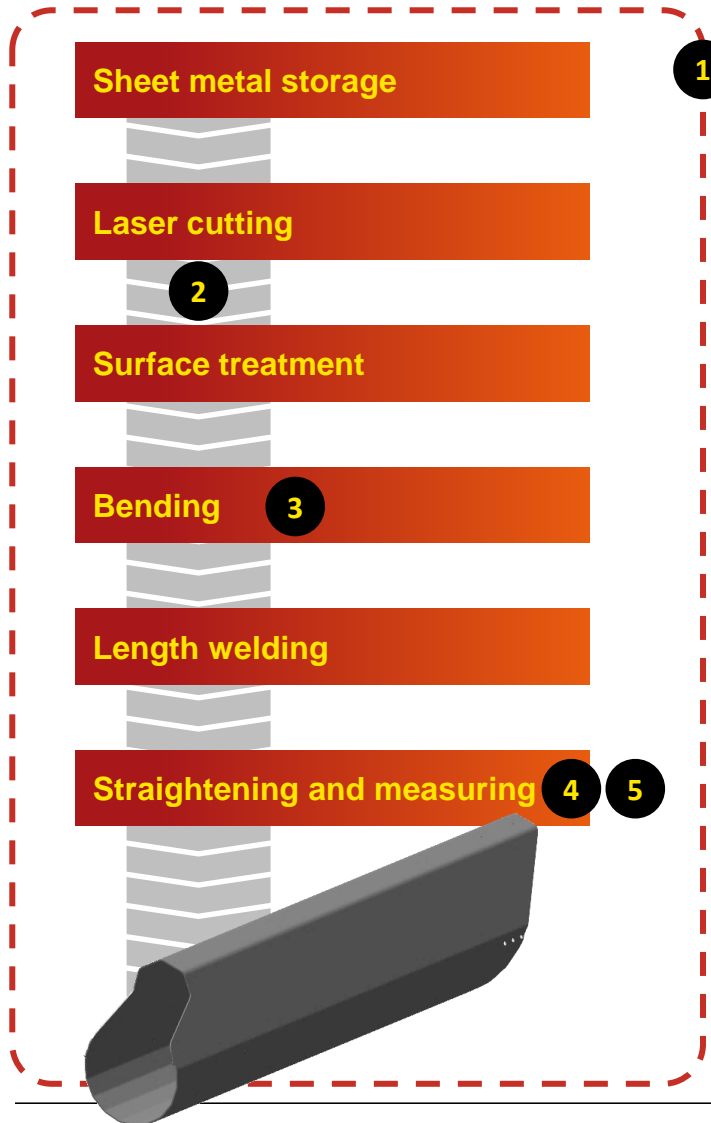 Sheet metal storage
1
Laser cutting
2
Surface treatment
Bending
3
Length welding
Straightening and measuring
4
5